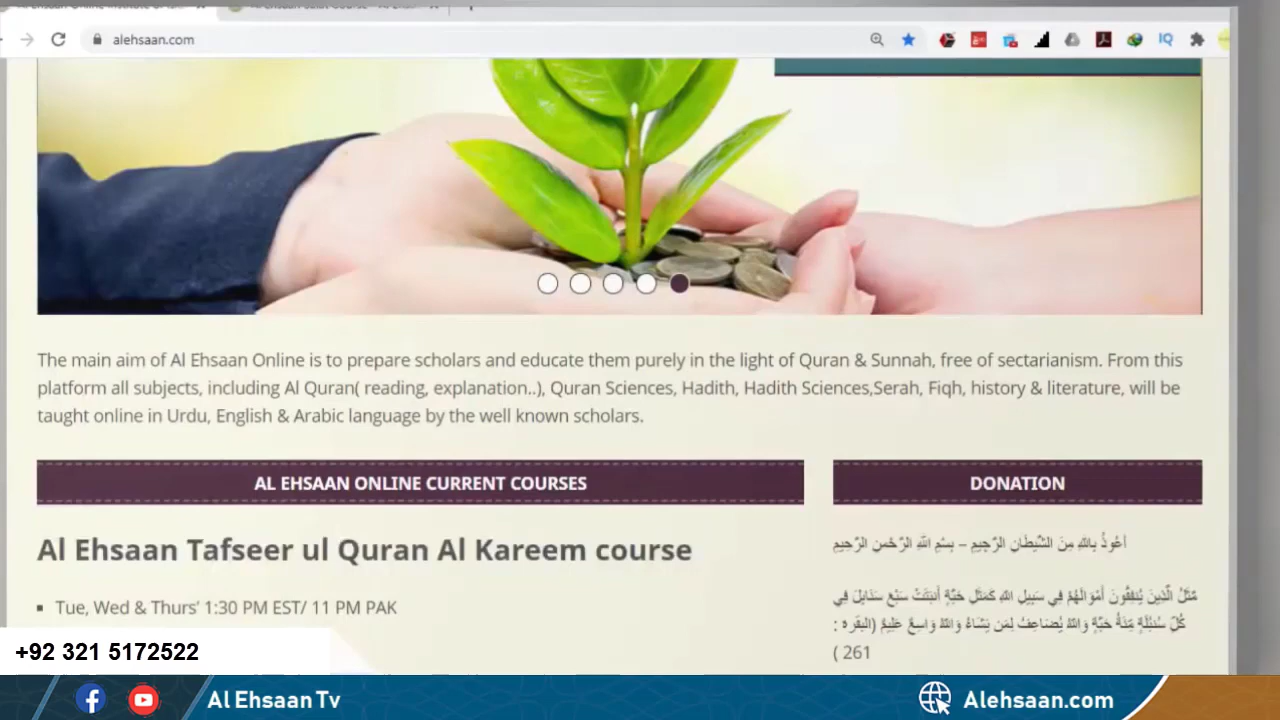 alehsaan.com
IQ
The main aim of Al Ehsaan Online is to prepare scholars and educate them purely in the light of Quran & Sunnah, free of sectarianism. From this
platform all subjects, including Al Quran( reading, explanation..), Quran Sciences, Hadith, Hadith Sciences,Serah, Fiqh, history & literature, will be
taught online in Urdu, English & Arabic language by the well known scholars.
AL EHSAAN ONLINE CURRENT COURSES
Al Ehsaan Tafseer ul Quran Al Kareem course
▪ Tue, Wed & Thurs’ 1:30 PM EST/ 11 PM PAK
DONATION
أعُوذُ بِاللهِ مِنَ الشَّيطَانِ الرَّجِيمِ – بِسْمِ اللهِ الرَّحْمنِ الرَّحِيمِ
مَّثَلُ الَّذِينَ يُنفِقُونَ أَمْوَالَهُمْ فِي سَبِيلِ اللهِ كَمَثَلِ حَبَّةٍ أَنبَتَتْ سَبْعَ سَنَابِلَ فِي
كُلِّ سُنبُلَةٍ مِّئَةُ حَبَّةٍ وَاللهُ يُضَاعِفُ لِمَن يَشَاءُ وَاللهُ وَاسِعٌ عَلِيمٌ (البقره :
( 261
+92 321 5172522
Al Ehsaan Tv
Alehsaan.com